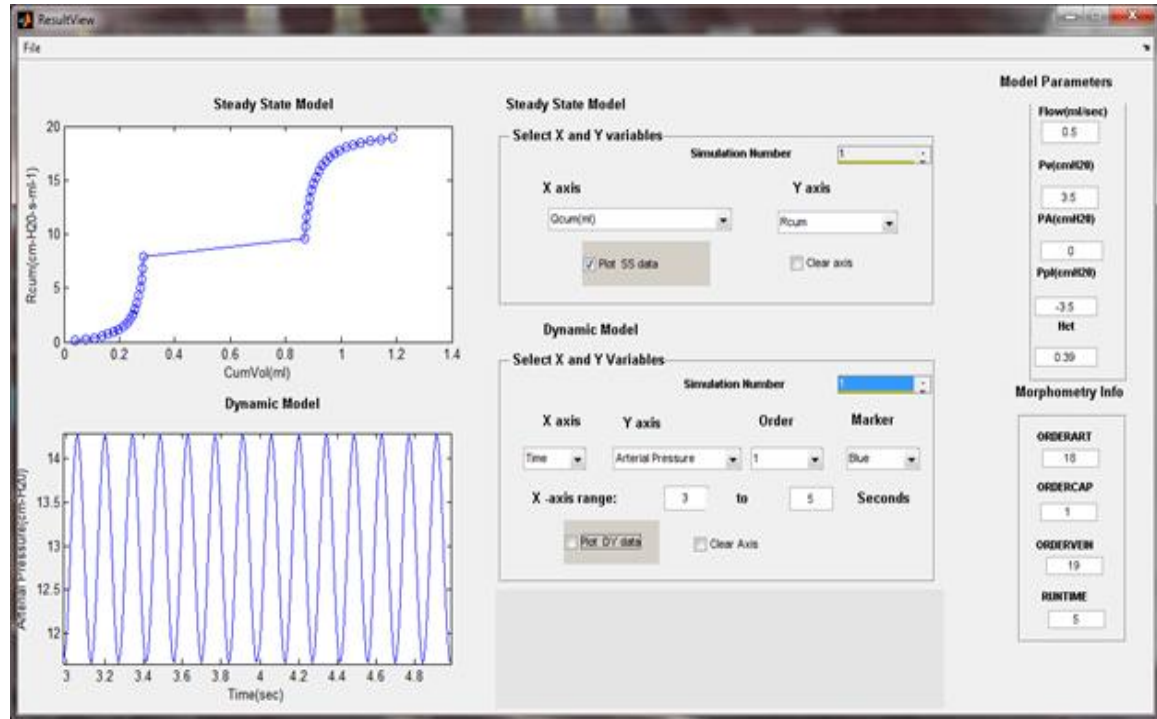 ResultView
File
Steady State Model
20
15
10
5
0
Rcum(cm-H20-s-ml-1)
0 0.2 0.4 0.6 0.8 1 1.2 1.4
CumVol(ml)
Dynamic Model
14
13.5
13
12.5
12
Arterial Pressure(cm-H20)
3 3.2 3.4 3.6 3.8 4 4.2 4.4 4.6 4.8
Time(sec)
Steady State Model
Select X and Y variables
Simulation Number 1
X axis Y axis
Qcum(ml) Rcum
Plot SS data Clear axis
Dynamic Model
Select X and Y Variables
Simulation Number 1
X axis Y axis Order Marker
Time Arterial Pressure 1 Blue
X -axis range: 3 to 5 Seconds
Plot DY data Clear Axis
Model Parameters
Flow(ml/sec)
0.5
Pv(cmH20)
3.5
PA(cmH20)
0
Ppl(cmH20)
-3.5
Hct
0.39
Morphometry Info
ORDERART
18
ORDERCAP
1
ORDERVEIN
19
RUNTIME
5